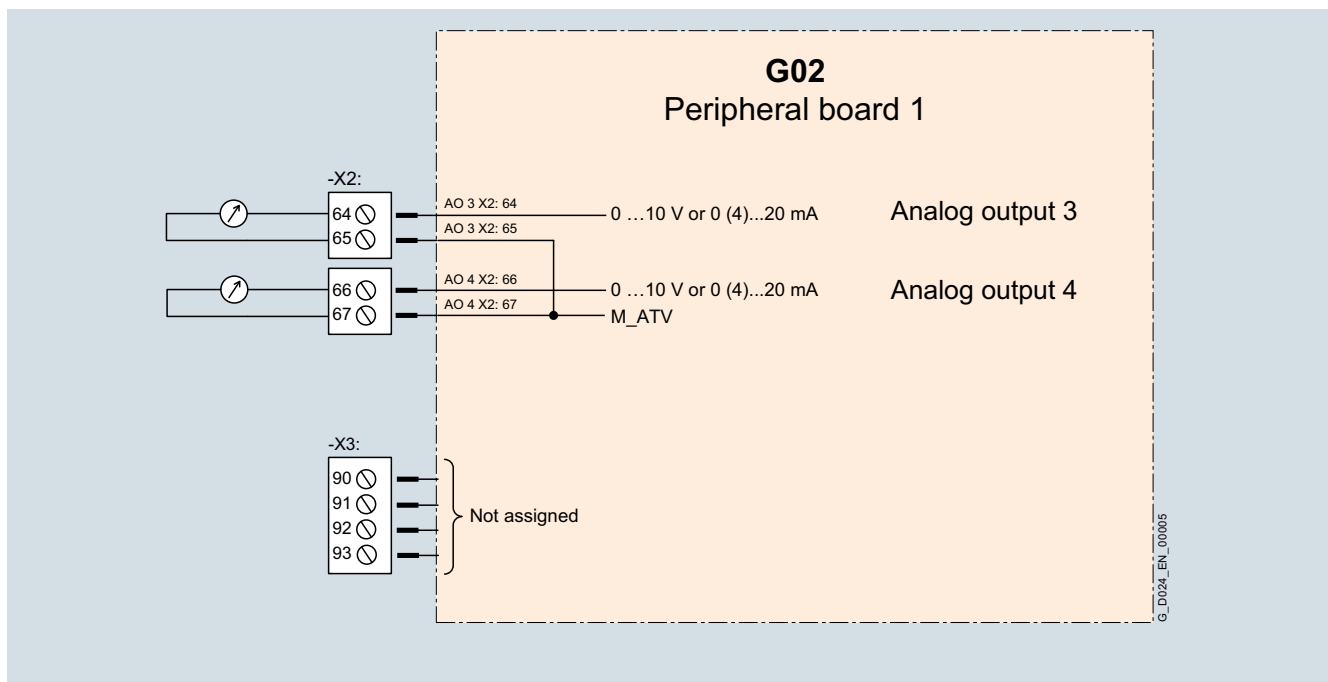 G02
Peripheral board 1
-X2:
64
AO 3 X2: 64
0 …10 V or 0 (4)...20 mA
Analog output 3
65
AO 3 X2: 65
66
AO 4 X2: 66
0 …10 V or 0 (4)...20 mA
Analog output 4
67
AO 4 X2: 67
M_ATV
-X3:
90
91
92
93
Not assigned
G_D024_EN_00005